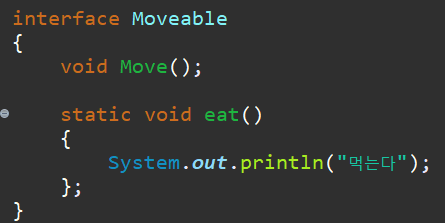 interface Moveable
{
    void Move();

    static void eat()
    {
        System.out.println("먹는다");
    };
}